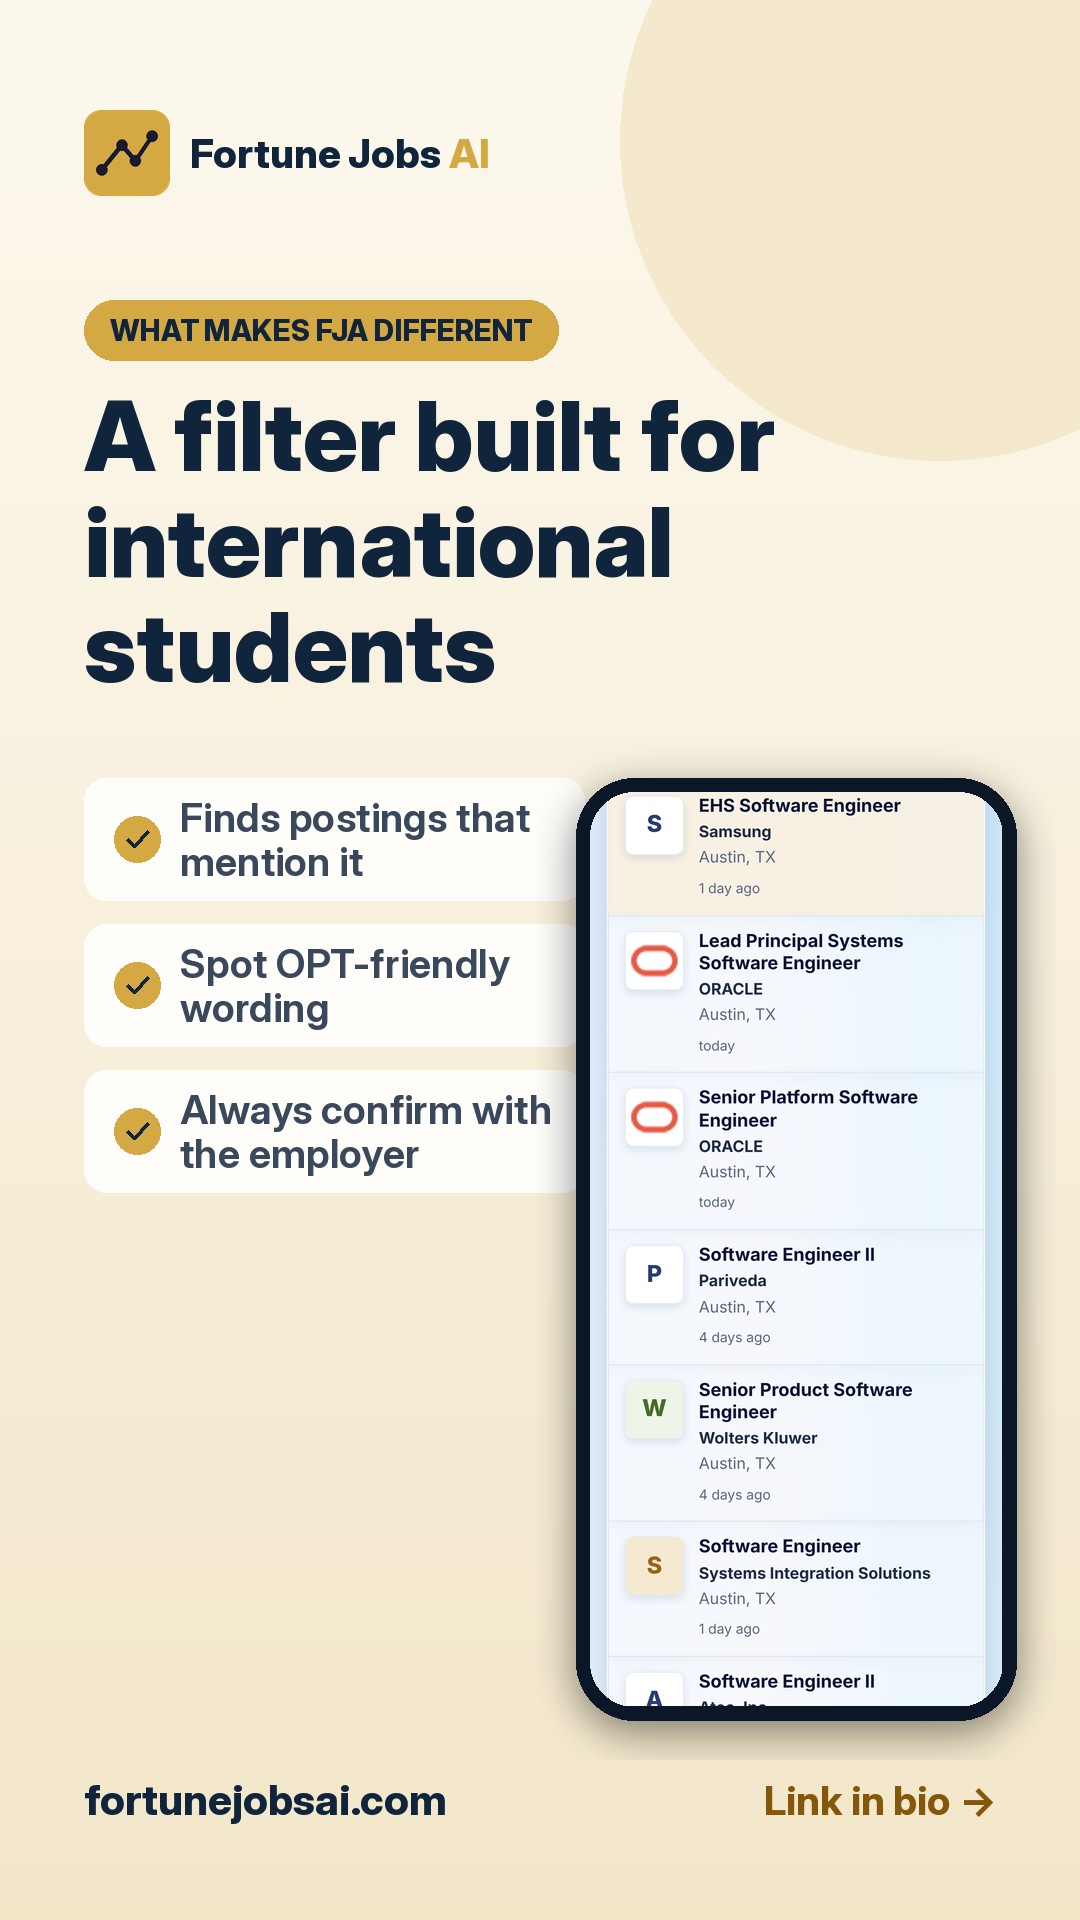 Fortune Jobs AI
WHAT MAKES FJA DIFFERENT
A filter built for
international
students
Finds postings that
mention it
Spot OPT-friendly
wording
Always confirm with
the employer
S
EHS Software Engineer
Samsung
Austin, TX
1 day ago
Lead Principal Systems
Software Engineer
ORACLE
Austin, TX
today
Senior Platform Software
Engineer
ORACLE
Austin, TX
today
P
Software Engineer II
Pariveda
Austin, TX
4 days ago
W
Senior Product Software
Engineer
Wolters Kluwer
Austin, TX
4 days ago
S
Software Engineer
Systems Integration Solutions
Austin, TX
1 day ago
A
Software Engineer II
fortunejobsai.com
Link in bio →